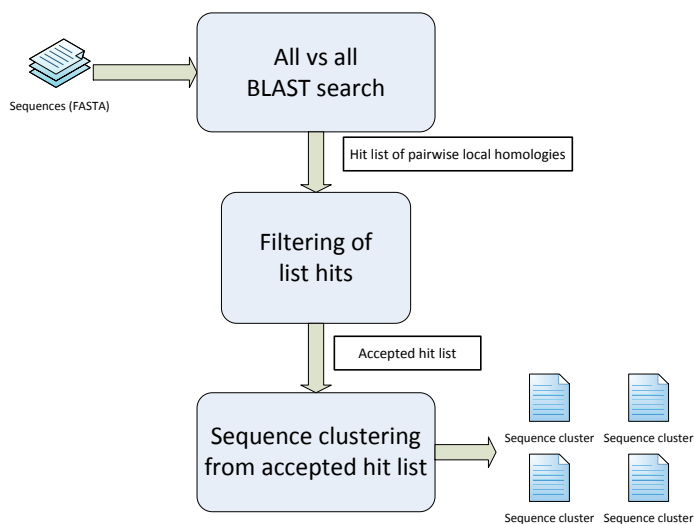 All vs all
BLAST search
Sequences (FASTA)
Hit list of pairwise local homologies
Filtering of
list hits
Accepted hit list
Sequence clustering
from accepted hit list
Sequence cluster
Sequence cluster
Sequence cluster
Sequence cluster